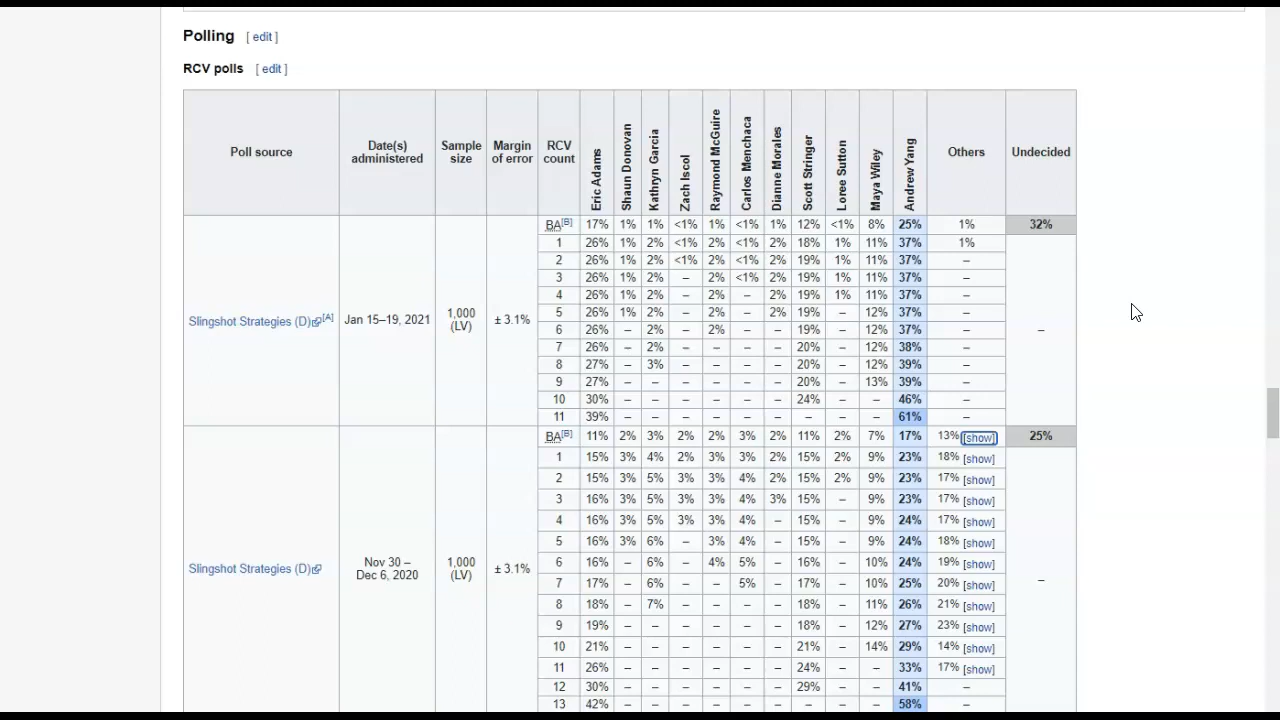 Polling [ edit ]
RCV polls [ edit ]
Poll source Date(s) administered Sample size Margin of error RCV count Eric Adams Shaun Donovan Kathryn Garcia Zach Iscol Raymond McGuire Carlos Menchaca Dianne Morales Scott Stringer Loree Sutton Maya Wiley Andrew Yang Others Undecided
Slingshot Strategies (D)[A] Jan 15–19, 2021 1,000 (LV) ± 3.1%
BA[B] 17% 1% 1% <1% 1% <1% 1% 12% <1% 8% 25% 1% 32%
1 26% 1% 2% <1% 2% <1% 2% 18% 1% 11% 37% 1% –
2 26% 1% 2% <1% 2% <1% 2% 19% 1% 11% 37% –
3 26% 1% 2% – 2% <1% 2% 19% 1% 11% 37% –
4 26% 1% 2% – 2% – 2% 19% 1% 11% 37% –
5 26% 1% 2% – 2% – 2% 19% – 12% 37% –
6 26% – 2% – 2% – – 19% – 12% 37% –
7 26% – 2% – – – – 20% – 12% 38% –
8 27% – 3% – – – – 20% – 12% 39% –
9 27% – – – – – – 20% – 13% 39% –
10 30% – – – – – – 24% – – 46% –
11 39% – – – – – – – – – 61% –
Slingshot Strategies (D) Nov 30 – Dec 6, 2020 1,000 (LV) ± 3.1%
BA[B] 11% 2% 3% 2% 2% 3% 2% 11% 2% 7% 17% 13% [show] 25%
1 15% 3% 4% 2% 3% 3% 2% 15% 2% 9% 23% 18% [show] –
2 15% 3% 5% 3% 3% 4% 2% 15% 2% 9% 23% 17% [show]
3 16% 3% 5% 3% 3% 4% 3% 15% – 9% 23% 17% [show]
4 16% 3% 5% 3% 3% 4% – 15% – 9% 24% 17% [show]
5 16% 3% 6% – 3% 4% – 15% – 9% 24% 18% [show]
6 16% – 6% – 4% 5% – 16% – 10% 24% 19% [show]
7 17% – 6% – – 5% – 17% – 10% 25% 20% [show]
8 18% – 7% – – – – 18% – 11% 26% 21% [show]
9 19% – – – – – – 18% – 12% 27% 23% [show]
10 21% – – – – – – 21% – 14% 29% 14% [show]
11 26% – – – – – – 24% – – 33% 17% [show]
12 30% – – – – – – 29% – – 41% –
13 42% – – – – – – – – – 58% –